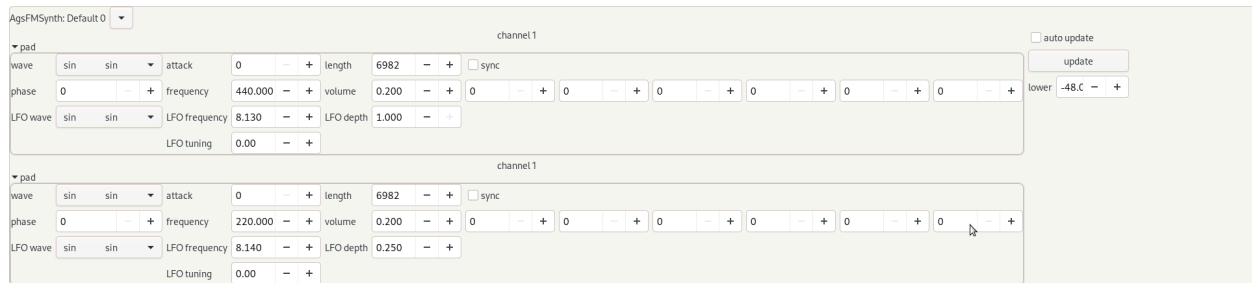 AgsFMSynth: Default 0
channel 1
auto update
pad
wave sin sin attack 0 − + length 6982 − + sync
update
phase 0 − + frequency 440.000 − + volume 0.200 − + 0 − + 0 − + 0 − + 0 − + 0 − + 0 − +
lower -48.0 − +
LFO wave sin sin LFO frequency 8.130 − + LFO depth 1.000 − +
LFO tuning 0.00 − +
channel 1
pad
wave sin sin attack 0 − + length 6982 − + sync
phase 0 − + frequency 220.000 − + volume 0.200 − + 0 − + 0 − + 0 − + 0 − + 0 − + 0 − +
LFO wave sin sin LFO frequency 8.140 − + LFO depth 0.250 − +
LFO tuning 0.00 − +